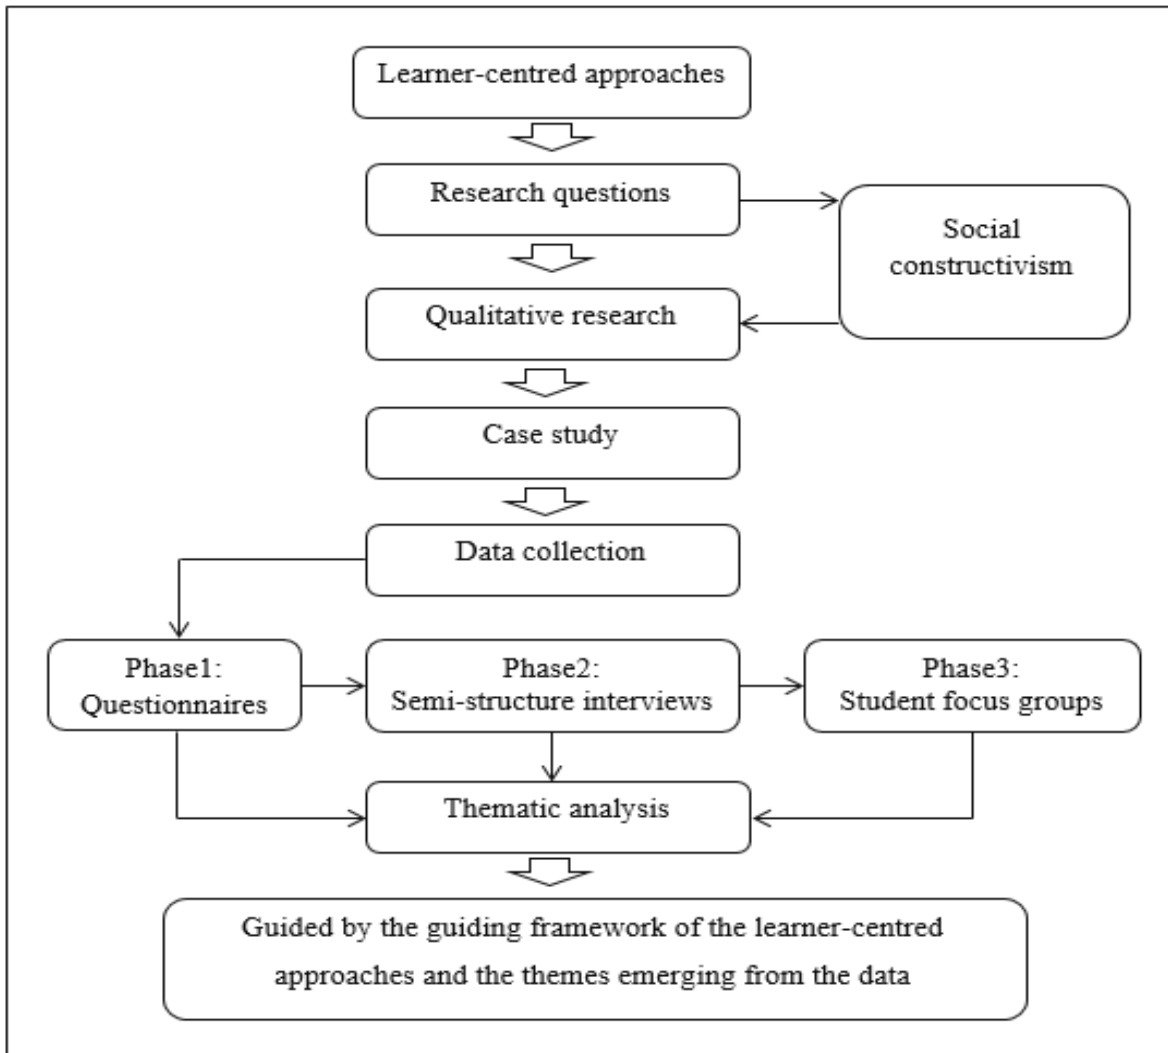 Learner-centred approaches
Research questions
Social
constructivism
Qualitative research
Case study
Data collection
Phase1:
Questionnaires
Phase2:
Semi-structure interviews
Phase3:
Student focus groups
Thematic analysis
Guided by the guiding framework of the learner-centred
approaches and the themes emerging from the data